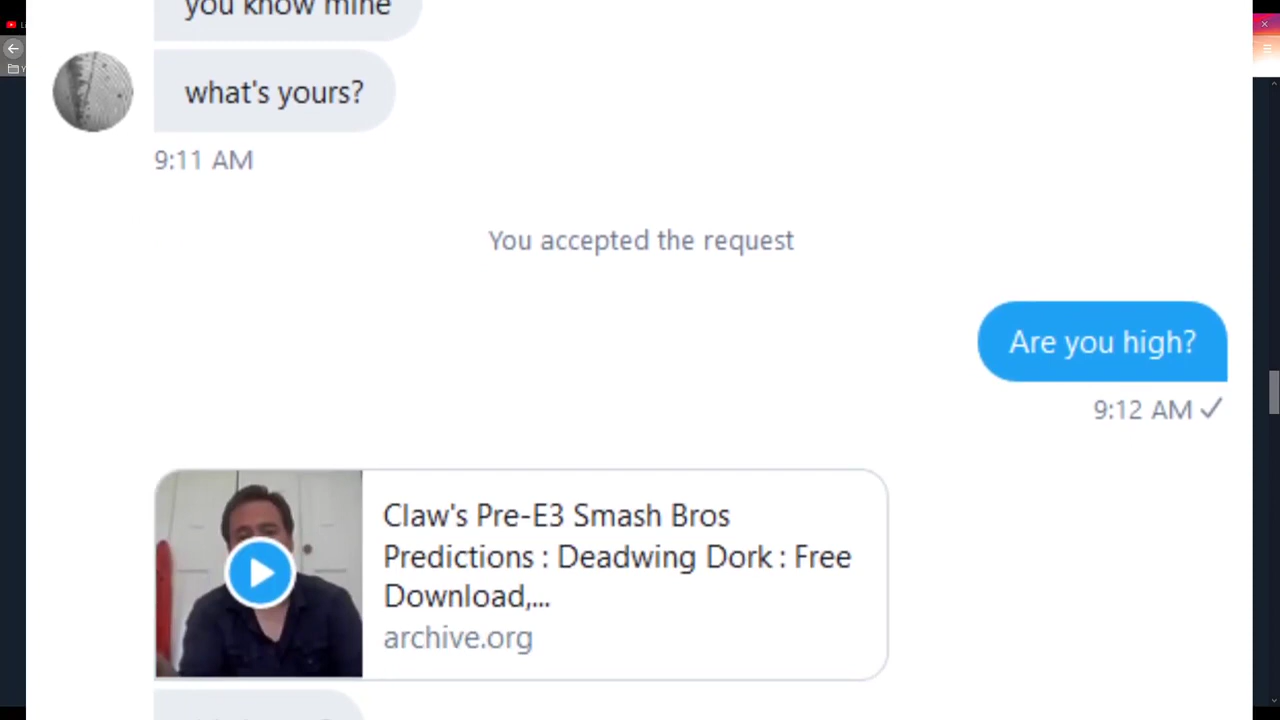 you know mine
what's yours?
9:11 AM
You accepted the request
Are you high?
9:12 AM
Claw's Pre-E3 Smash Bros
Predictions : Deadwing Dork : Free
Download,...
archive.org